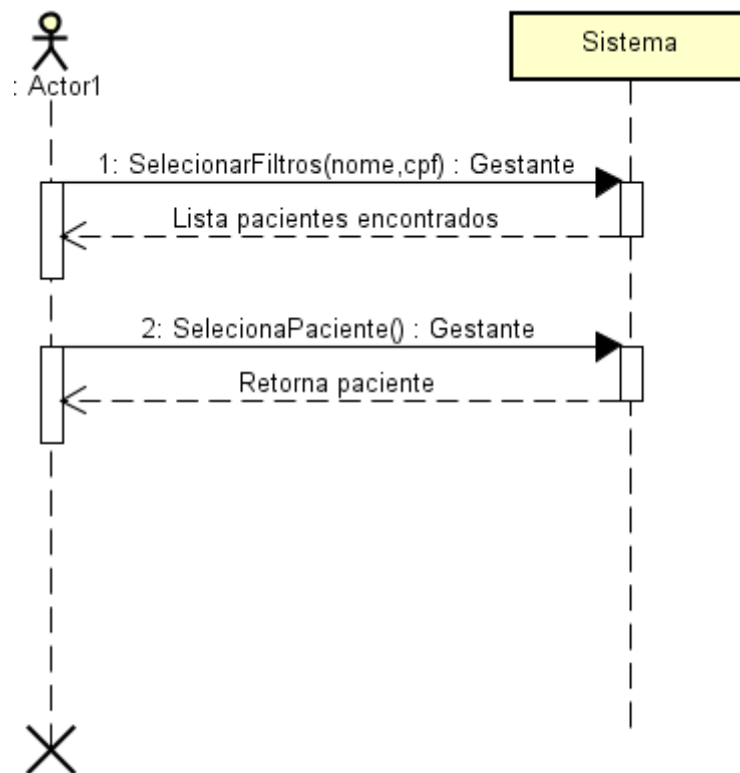 Sistema
: Actor1
1: SelecionarFiltros(nome,cpf) : Gestante
Lista pacientes encontrados
2: SelecionaPaciente() : Gestante
Retorna paciente